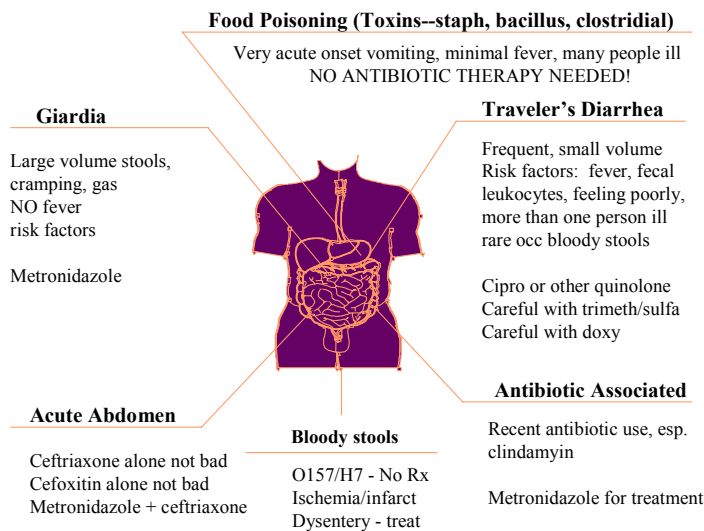 Food Poisoning (Toxins--staph, bacillus, clostridial)
Very acute onset vomiting, minimal fever, many people ill
NO ANTIBIOTIC THERAPY NEEDED!
Giardia
Large volume stools,
cramping, gas
NO fever
risk factors
Metronidazole
Traveler's Diarrhea
Frequent, small volume
Risk factors: fever, fecal
leukocytes, feeling poorly,
more than one person ill
rare occ bloody stools
Cipro or other quinolone
Careful with trimeth/sulfa
Careful with doxy
Acute Abdomen
Ceftriaxone alone not bad
Cefoxitin alone not bad
Metronidazole + ceftriaxone
Bloody stools
O157/H7 - No Rx
Ischemia/infarct
Dysentery - treat
Antibiotic Associated
Recent antibiotic use, esp.
clindamyin
Metronidazole for treatment